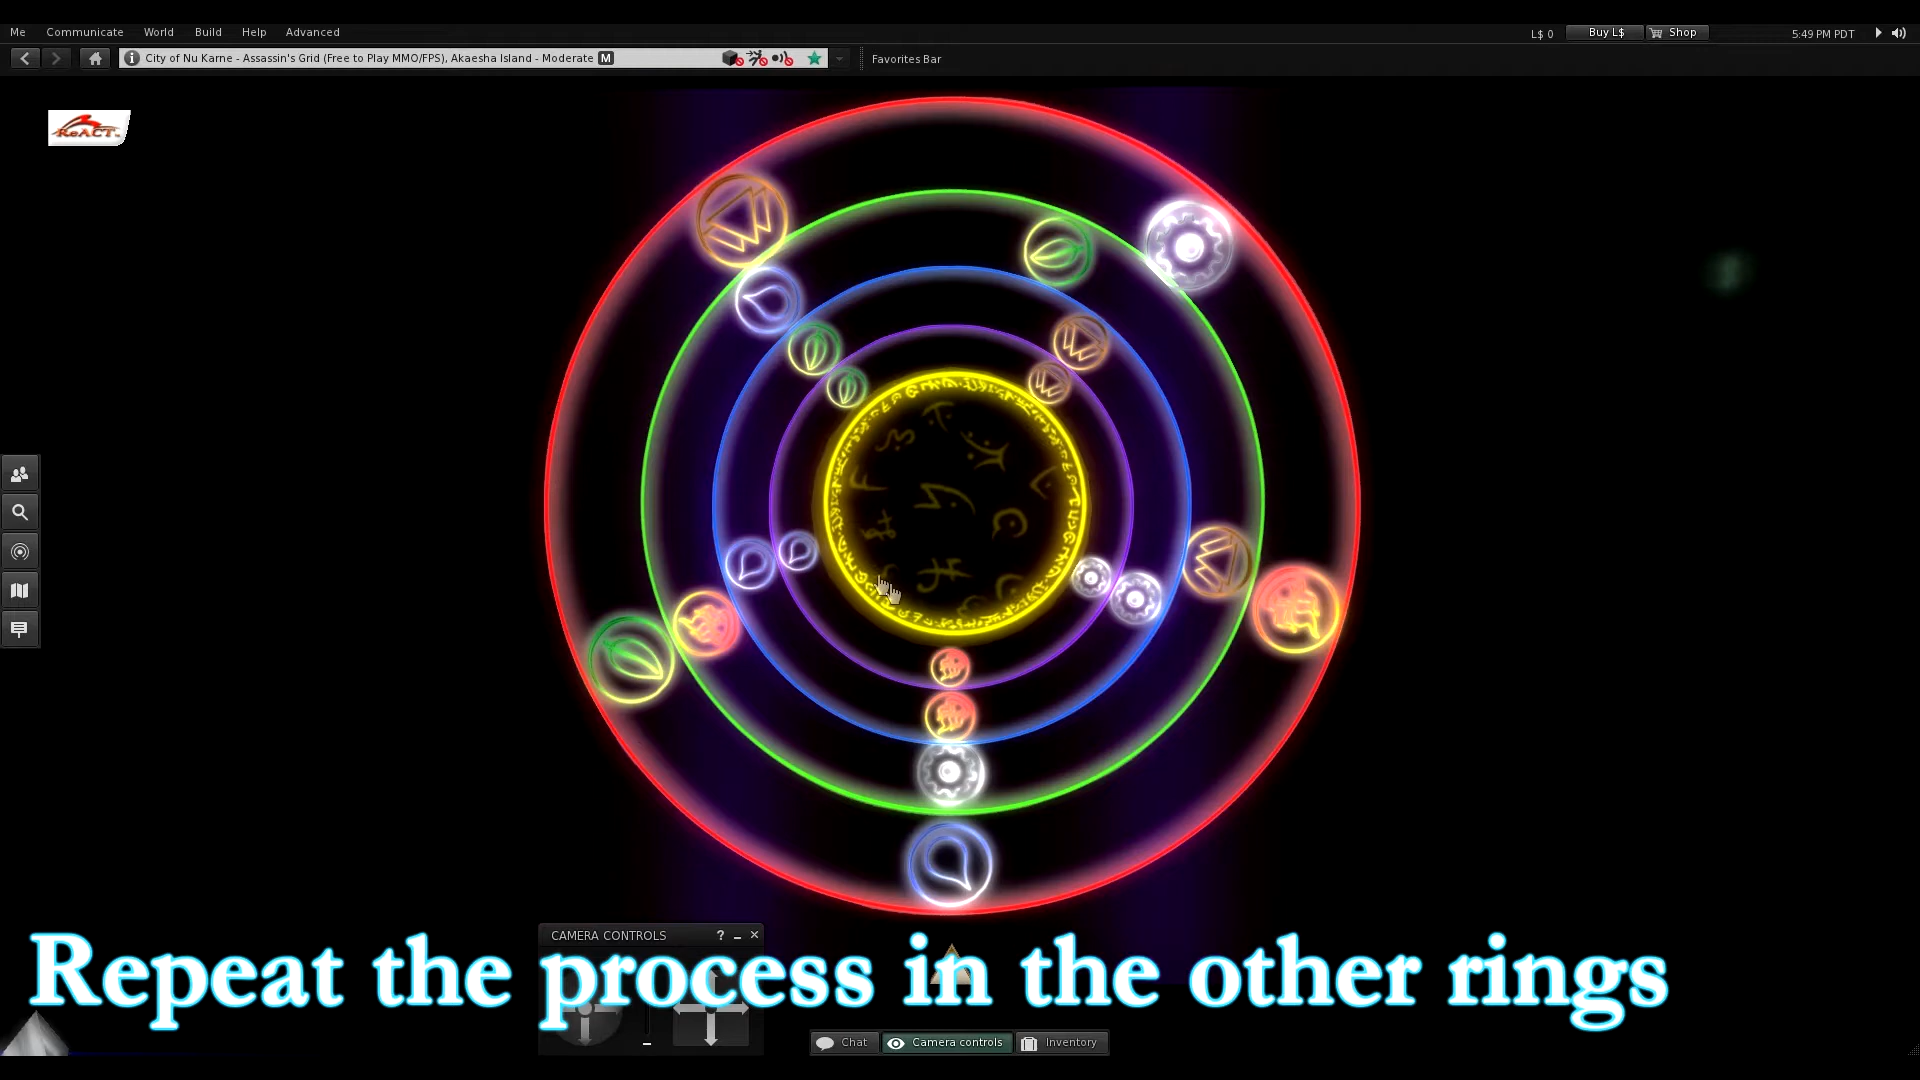 Me Communicate World Build Help Advanced L$ 0 Buy L$ Shop 5:49 PM PDT
City of Nu Karne - Assassin's Grid (Free to Play MMO/FPS), Akaesha Island - Moderate M Favorites Bar
ReACT
CAMERA CONTROLS ?
Repeat the process in the other rings
Chat Camera controls Inventory